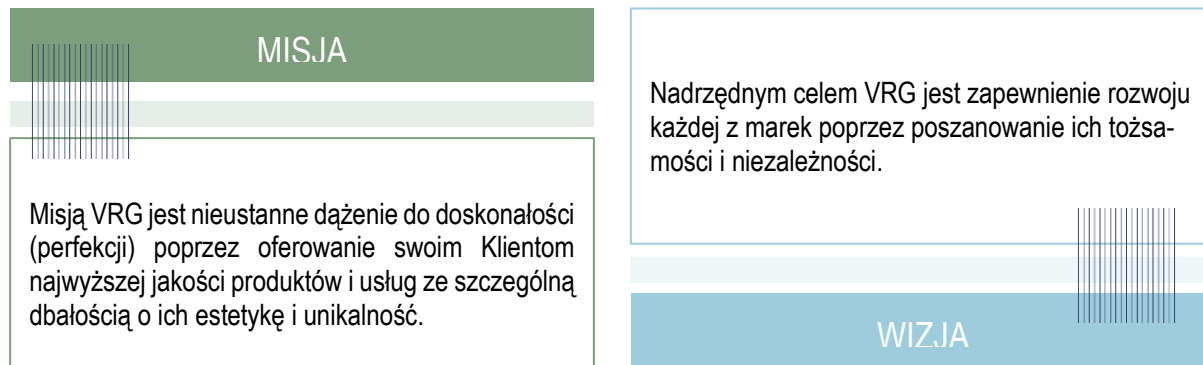 MISJA
Misją VRG jest nieustanne dążenie do doskonałości
(perfekcji) poprzez oferowanie swoim Klientom
najwyższej jakości produktów i usług ze szczególną
dbałością o ich estetykę i unikalność.
Nadrzędnym celem VRG jest zapewnienie rozwoju
każdej z marek poprzez poszanowanie ich tożsa-
mości i niezależności.
WIZJA